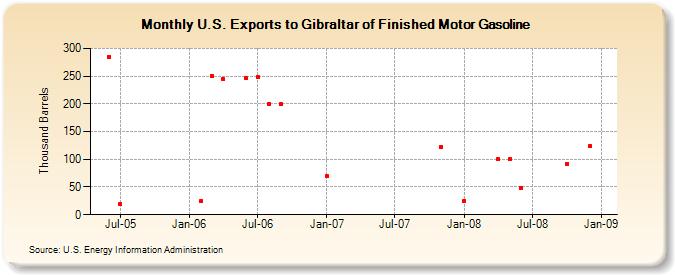 Monthly U.S. Exports to Gibraltar of Finished Motor Gasoline
Thousand Barrels
300
250
200
150
100
50
0
Jul-05 Jan-06 Jul-06 Jan-07 Jul-07 Jan-08 Jul-08 Jan-09
Source: U.S. Energy Information Administration